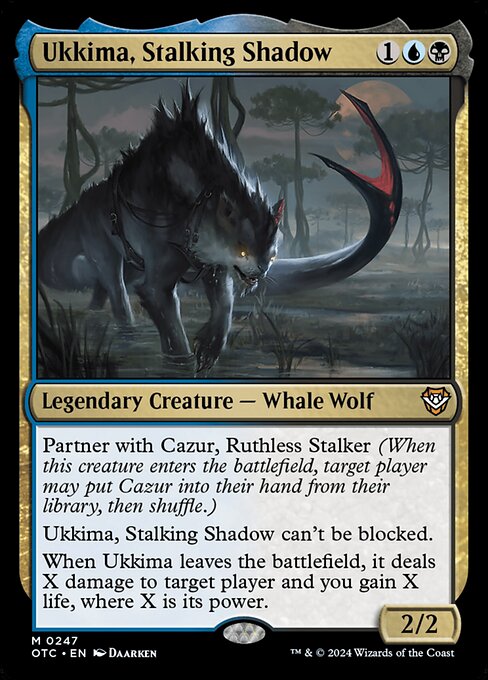 Ukkima, Stalking Shadow 1
Legendary Creature — Whale Wolf
Partner with Cazur, Ruthless Stalker (When
this creature enters the battlefield, target player
may put Cazur into their hand from their
library, then shuffle.)
Ukkima, Stalking Shadow can't be blocked.
When Ukkima leaves the battlefield, it deals
X damage to target player and you gain X
life, where X is its power.
2/2
M 0247
OTC • EN Daarken
™ & © 2024 Wizards of the Coast